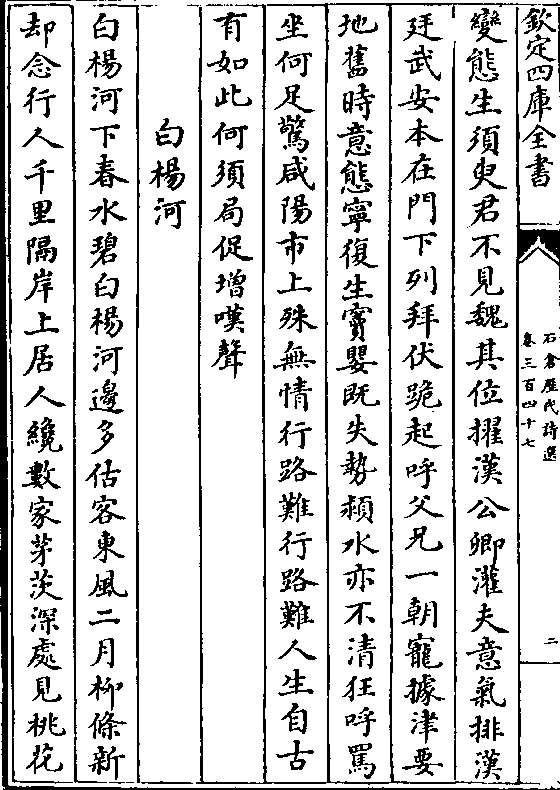 欽定四庫全書
石倉歷代詩選
卷三百四十七
二
變態生須臾君不見魏其位擢漢公卿灌夫意氣排漢
廷武安本在門下列拜伏跪起呼父兄一朝寵據津要
地舊時意態寧復生竇嬰既失勢潁水亦不清狂呼罵
坐何足驚咸陽市上殊無情行路難行路難人生自古
有如此何須局促增嘆聲
白楊河
白楊河下春水碧白楊河邊多估客東風二月柳條新
却念行人千里隔岸上居人纔數家茅茨深處見桃花